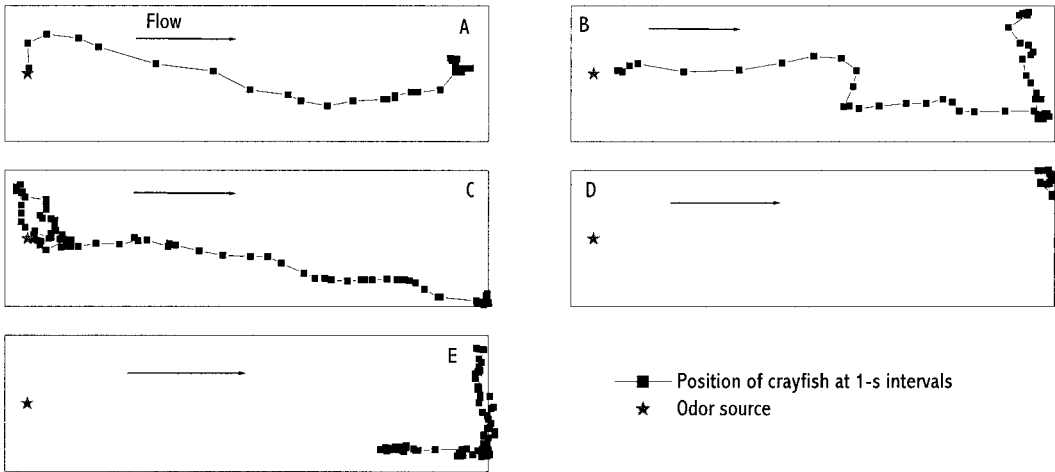 Flow
A
B
C
D
E
Position of crayfish at 1-s intervals
Odor source